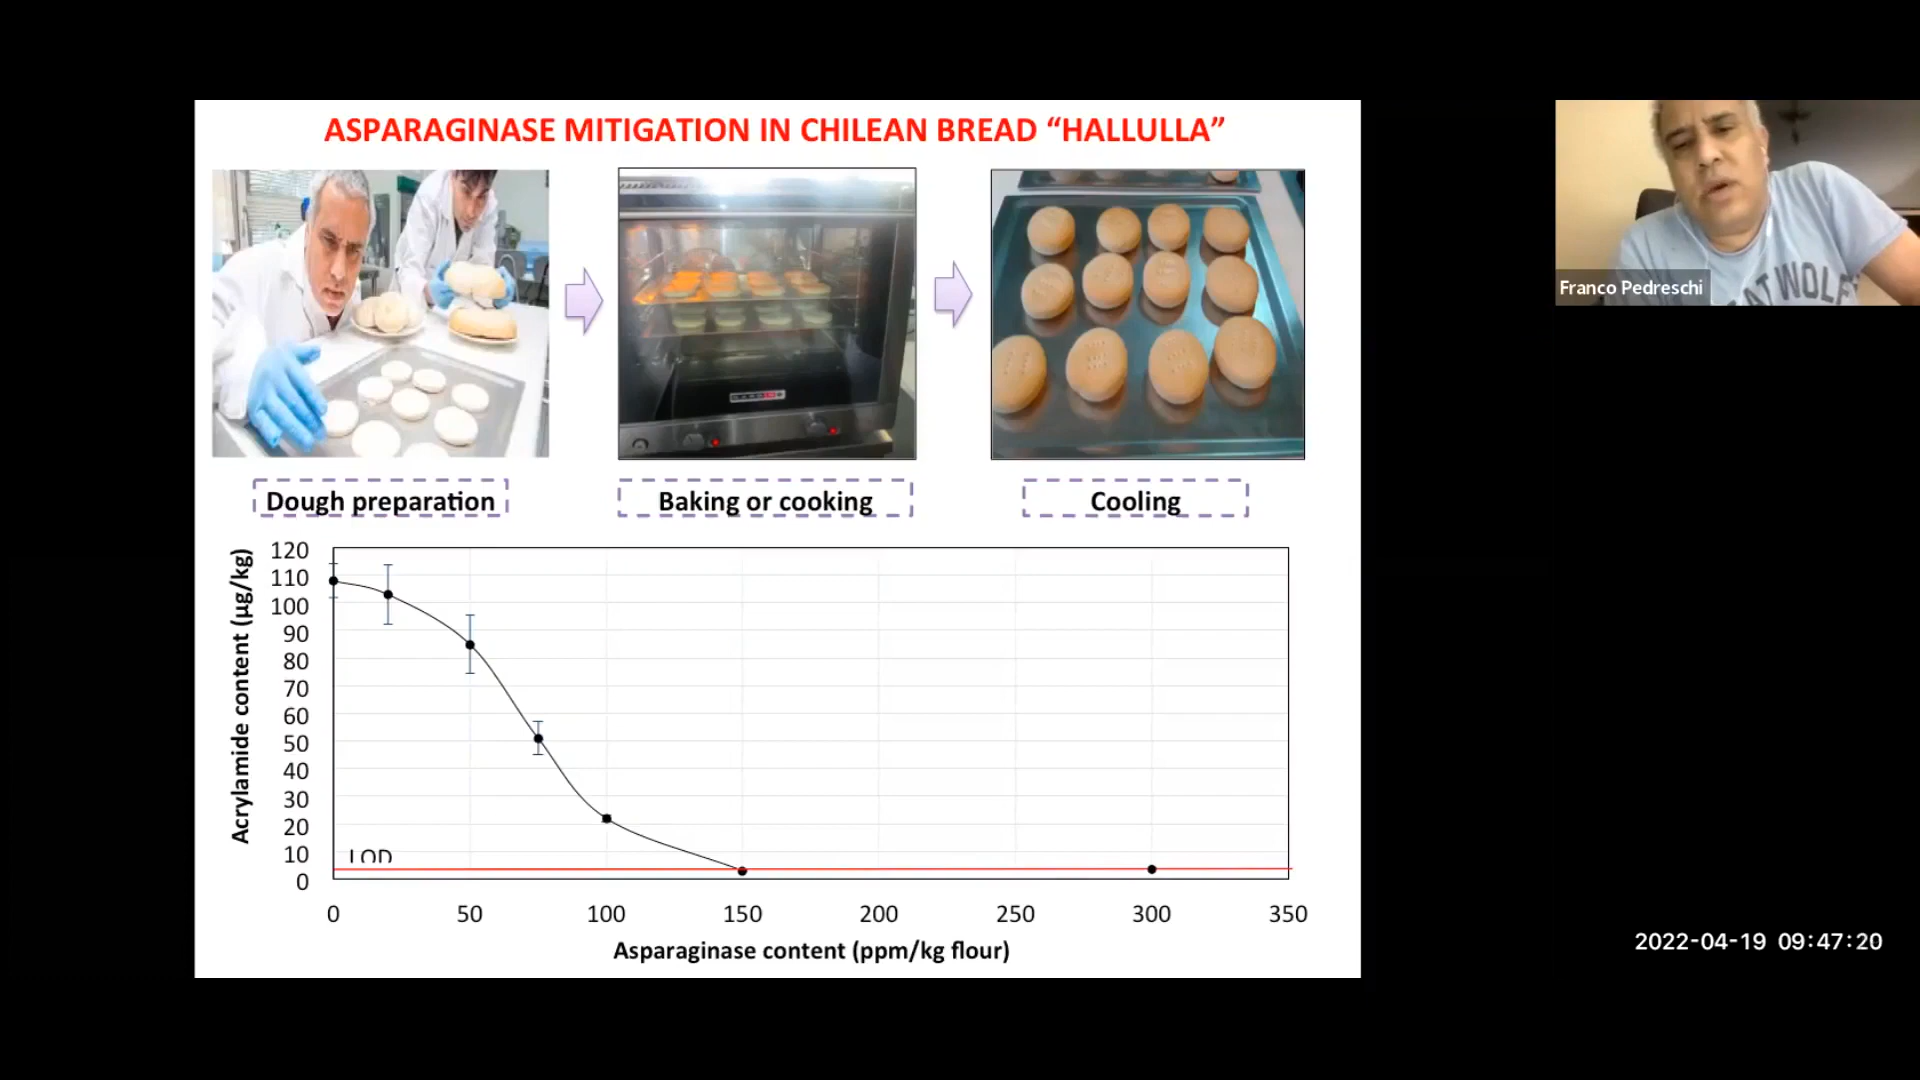 ASPARAGINASE MITIGATION IN CHILEAN BREAD “HALLULLA”
Franco Pedreschi
Dough preparation
Baking or cooking
Cooling
Acrylamide content (µg/kg)
120
110
100
90
80
70
60
50
40
30
20
10
0
LOD
0 50 100 150 200 250 300 350
Asparaginase content (ppm/kg flour)
2022-04-19 09:47:20